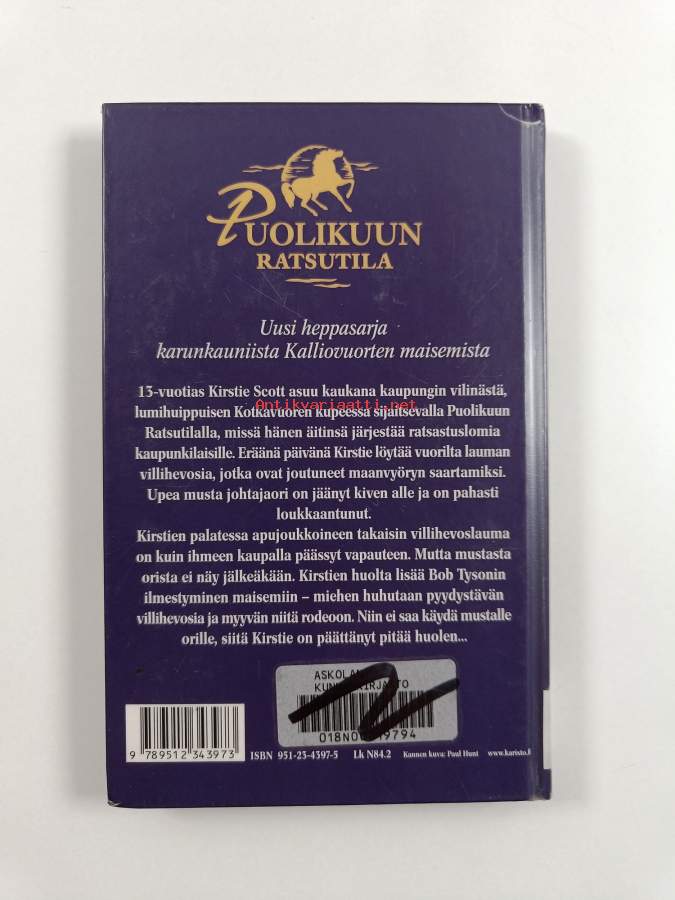 PUOLIKUUN
RATSUTILA
Uusi heppasarja
karunkauniista Kalliovuorten maisemista
13-vuotias Kirstie Scott asuu kaukana kaupungin vilinästä,
Antikvariaatti.net
lumihuippuisen Kotkavuoren kupeessa sijaitsevalla Puolikuun
Ratsutilalla, missä hänen äitinsä järjestää ratsastuslomia
kaupunkilaisille. Eräänä päivänä Kirstie löytää vuorilta lauman
villihevosia, jotka ovat joutuneet maanvyöryn saartamiksi.
Upea musta johtajaori on jäänyt kiven alle ja on pahasti
loukkaantunut.
Kirstien palatessa apujoukkoineen takaisin villihevoslauma
on kuin ihmeen kaupalla päässyt vapauteen. Mutta mustasta
orista ei näy jälkeäkään. Kirstien huolta lisää Bob Tysonin
ilmestyminen maisemiin – miehen huhutaan pyydystävän
villihevosia ja myyvän niitä rodeoon. Niin ei saa käydä mustalle
orille, siitä Kirstie on päättänyt pitää huolen...
9 789512 343973
ISBN 951-23-4397-5 Lk N84.2 Kannen kuva: Paul Hunt www.karisto.f